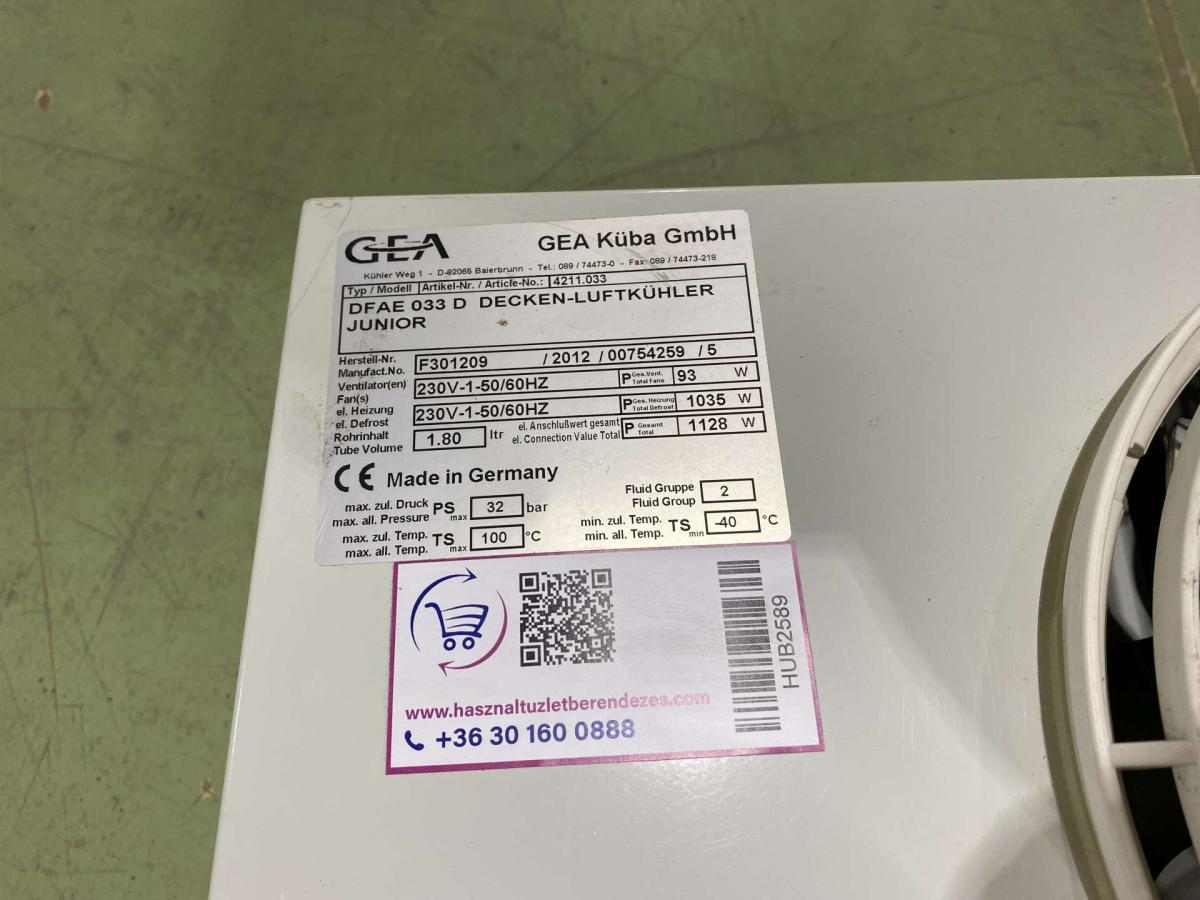 GEA GEA Küba GmbH
Kühler Weg 1 - D-82065 Baierbrunn - Tel.: 089 / 74473-0 - Fax: 089 / 74473-218
Typ / Modell Artikel-Nr. / Article-No.: 4211.033
DFAE 033 D DECKEN-LUFTKÜHLER
JUNIOR
Herstell-Nr.
Manufact.No. F301209 / 2012 / 00754259 / 5
Ventilator(en)
Fan(s) 230V-1-50/60HZ P Ges.Vent. Total Fans 93 W
el. Heizung
el. Defrost 230V-1-50/60HZ P Ges. Heizung Total Defrost 1035 W
Rohrinhalt
Tube Volume 1.80 ltr el. Anschlußwert gesamt el. Connection Value Total P Gesamt Total 1128 W
CE Made in Germany
max. zul. Druck
max. all. Pressure PS max 32 bar
Fluid Gruppe
Fluid Group 2
max. zul. Temp.
max. all. Temp. TS max 100 °C
min. zul. Temp.
min. all. Temp. TS min -40 °C
HUB2589
www.hasznaltuzletberendezes.com
+36 30 160 0888